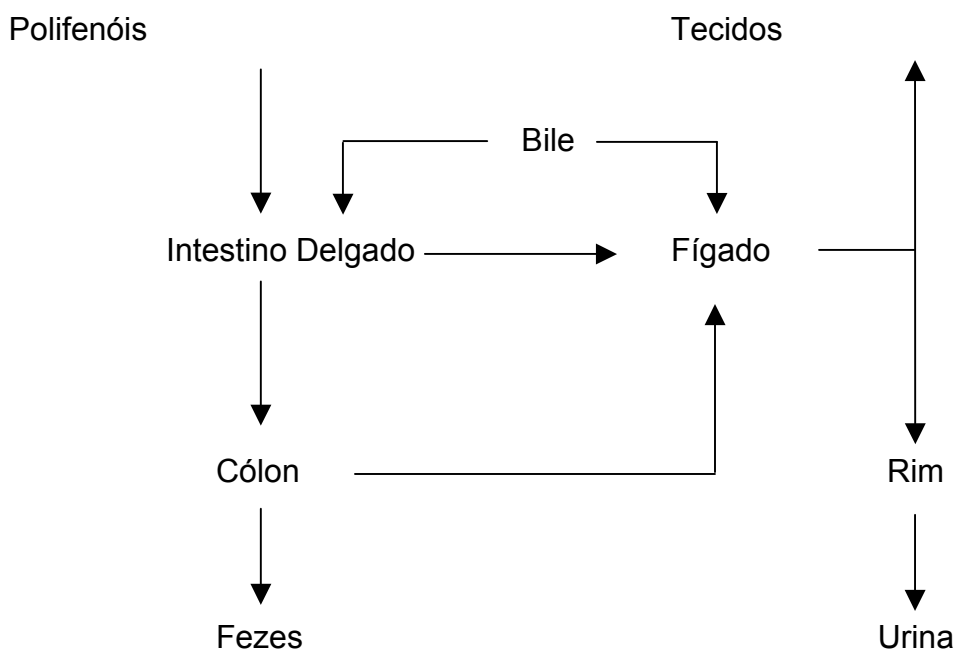 Polifenóis
Tecidos
Bile
Intestino Delgado
Fígado
Cólon
Rim
Fezes
Urina